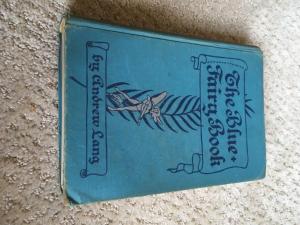 The Blue
Fairy Book
by Andrew Lang